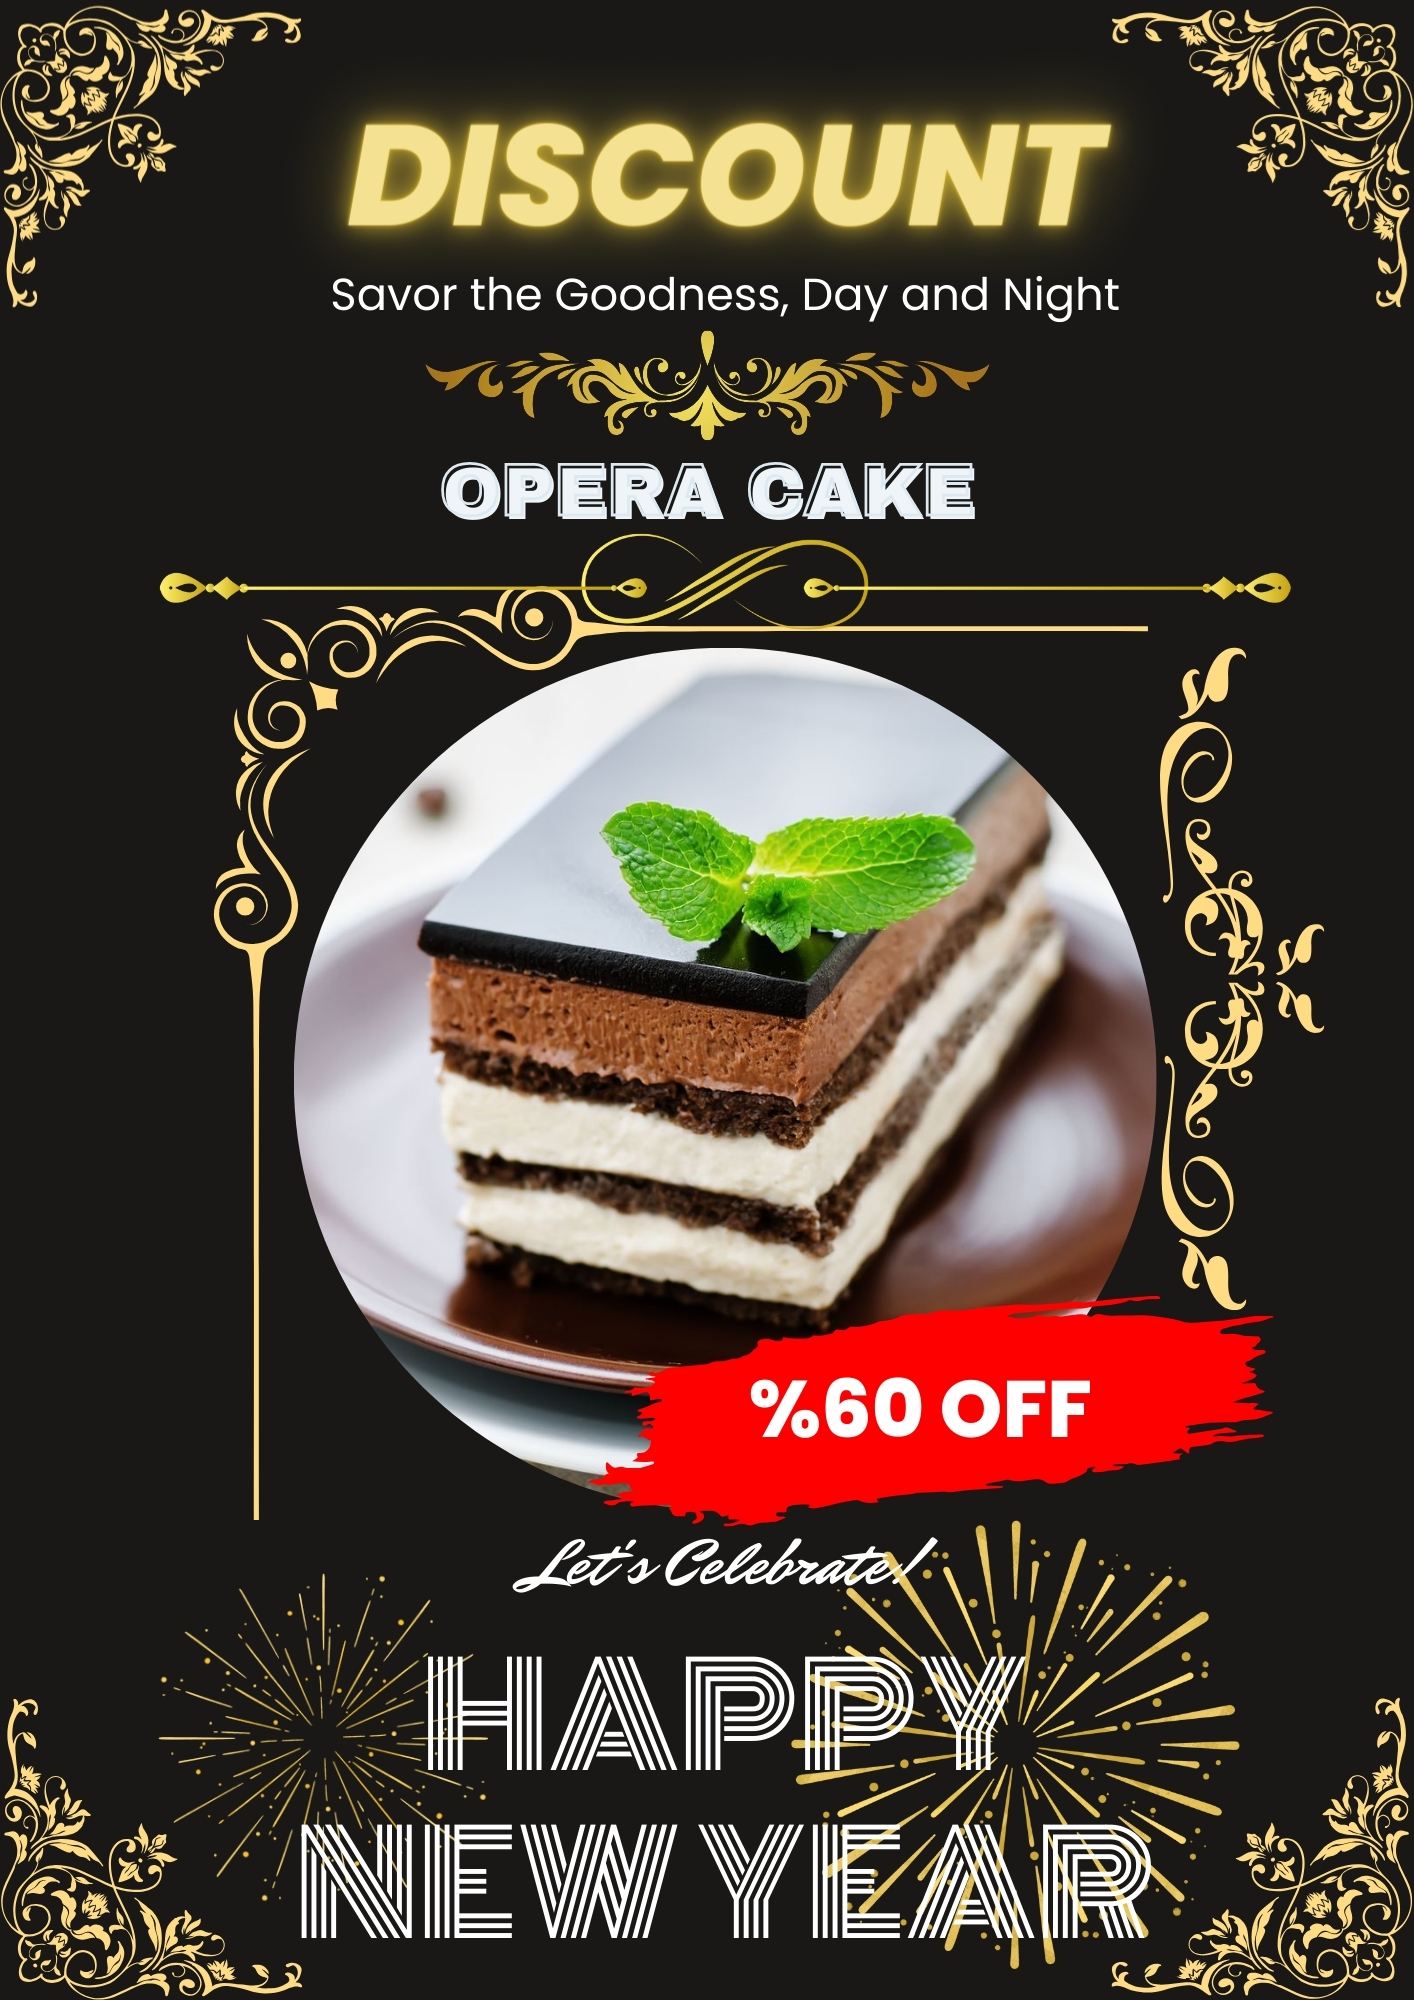 DISCOUNT
Savor the Goodness, Day and Night
OPERA CAKE
%60 OFF
Let's Celebrate!
HAPPY
NEW YEAR